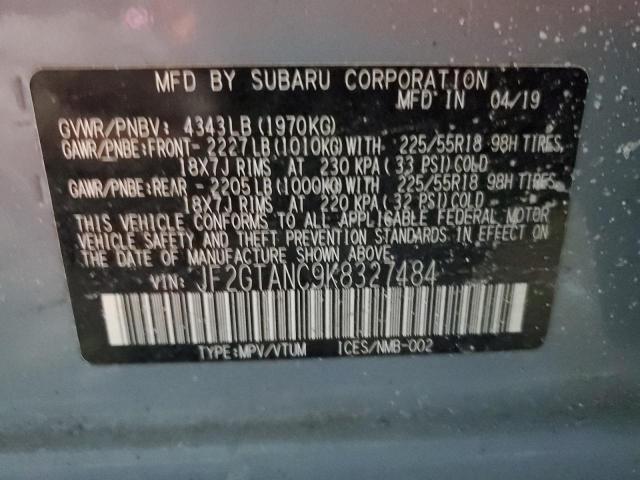 MFD BY SUBARU CORPORATION
MFD IN 04/19
GVWR/PNBV: 4343LB(1970KG)
GAWR/PNBE:FRONT-2227LB(1010KG)WITH- 225/55R18 98H TIRES,
18X7J RIMS AT 230 KPA(33 PSI)COLD
GAWR/PNBE:REAR -2205LB(1000KG)WITH- 225/55R18 98H TIRES,
18X7J RIMS AT 220 KPA(32 PSI)COLD
THIS VEHICLE CONFORMS TO ALL APPLICABLE FEDERAL MOTOR
VEHICLE SAFETY AND THEFT PREVENTION STANDARDS IN EFFECT ON
THE DATE OF MANUFACTURE SHOWN ABOVE.
VIN: JF2GTANC9K8327484
TYPE:MPV/VTUM ICES/NMB-002